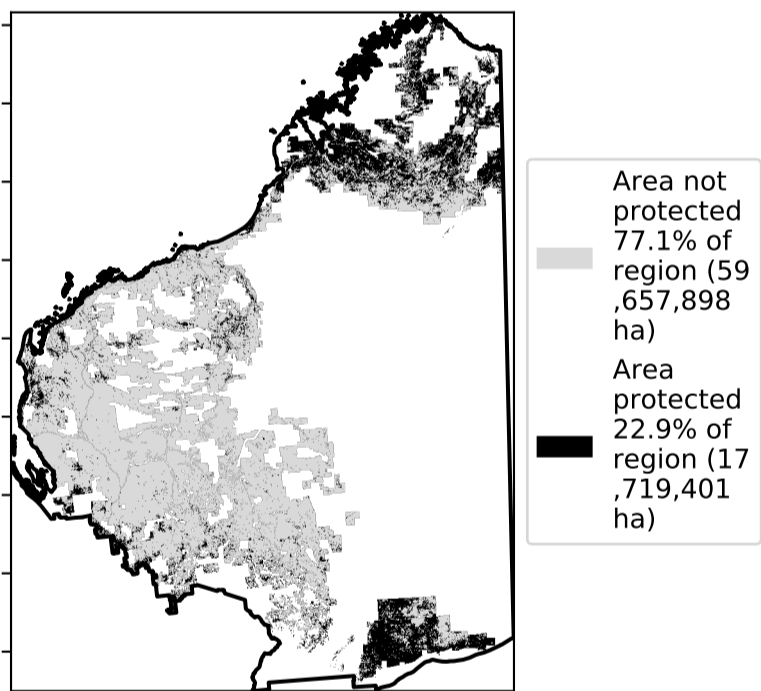 Area not
protected
77.1% of
region (59
,657,898
ha)
Area
protected
22.9% of
region (17
,719,401
ha)